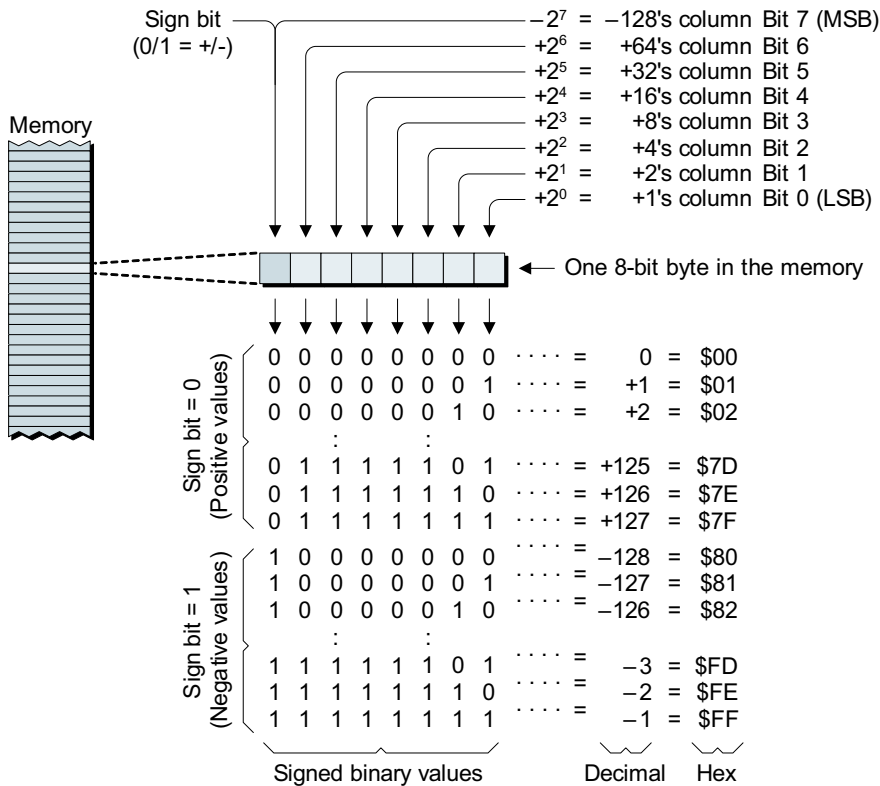 Sign bit
(0/1 = +/-)
–2⁷ = –128's column Bit 7 (MSB)
+2⁶ = +64's column Bit 6
+2⁵ = +32's column Bit 5
+2⁴ = +16's column Bit 4
+2³ = +8's column Bit 3
+2² = +4's column Bit 2
+2¹ = +2's column Bit 1
+2⁰ = +1's column Bit 0 (LSB)
Memory
One 8-bit byte in the memory
Sign bit = 0
(Positive values)
0 0 0 0 0 0 0 0 · · · · = 0 = $00
0 0 0 0 0 0 0 1 · · · · = +1 = $01
0 0 0 0 0 0 1 0 · · · · = +2 = $02
: :
0 1 1 1 1 1 0 1 · · · · = +125 = $7D
0 1 1 1 1 1 1 0 · · · · = +126 = $7E
0 1 1 1 1 1 1 1 · · · · = +127 = $7F
Sign bit = 1
(Negative values)
1 0 0 0 0 0 0 0 · · · · = –128 = $80
1 0 0 0 0 0 0 1 · · · · = –127 = $81
1 0 0 0 0 0 1 0 · · · · = –126 = $82
: :
1 1 1 1 1 1 0 1 · · · · = –3 = $FD
1 1 1 1 1 1 1 0 · · · · = –2 = $FE
1 1 1 1 1 1 1 1 · · · · = –1 = $FF
Signed binary values Decimal Hex